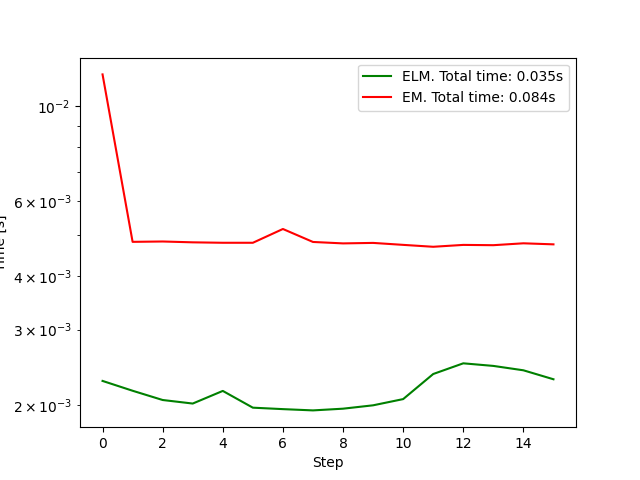 ELM. Total time: 0.035s
EM. Total time: 0.084s
10⁻²
6 × 10⁻³
4 × 10⁻³
3 × 10⁻³
2 × 10⁻³
Time [s]
0 2 4 6 8 10 12 14
Step